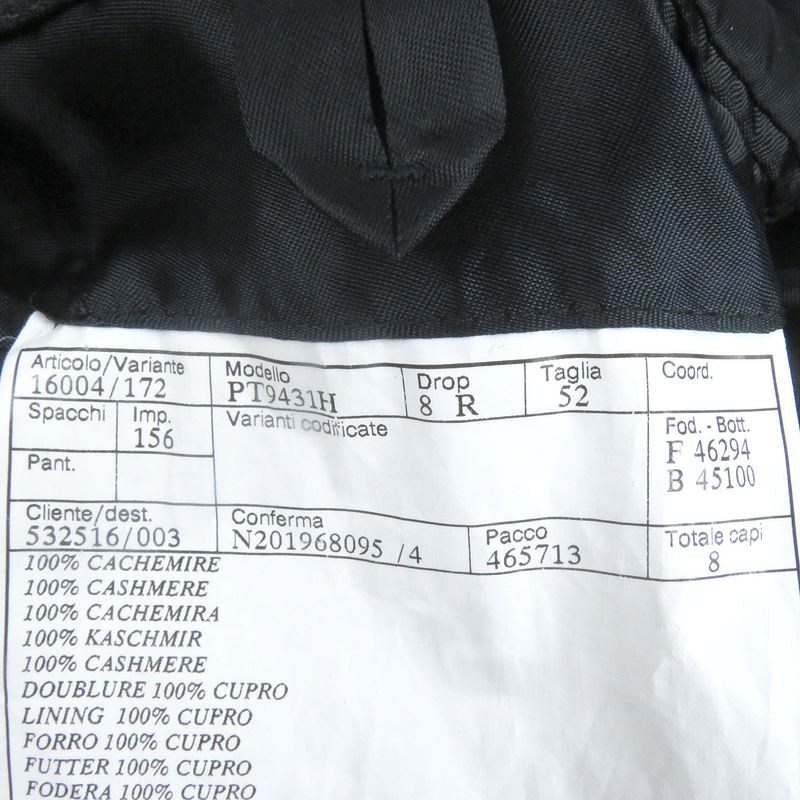 Articolo/Variante Modello Drop Taglia Coord.
16004/172 PT9431H 8 R 52
Spacchi Imp. Varianti codificate Fod. - Bott.
156 F 46294
Pant. B 45100
Cliente/dest. Conferma Pacco Totale capi
532516/003 N201968095 /4 465713 8
100% CACHEMIRE
100% CASHMERE
100% CACHEMIRA
100% KASCHMIR
100% CASHMERE
DOUBLURE 100% CUPRO
LINING 100% CUPRO
FORRO 100% CUPRO
FUTTER 100% CUPRO
FODERA 100% CUPRO